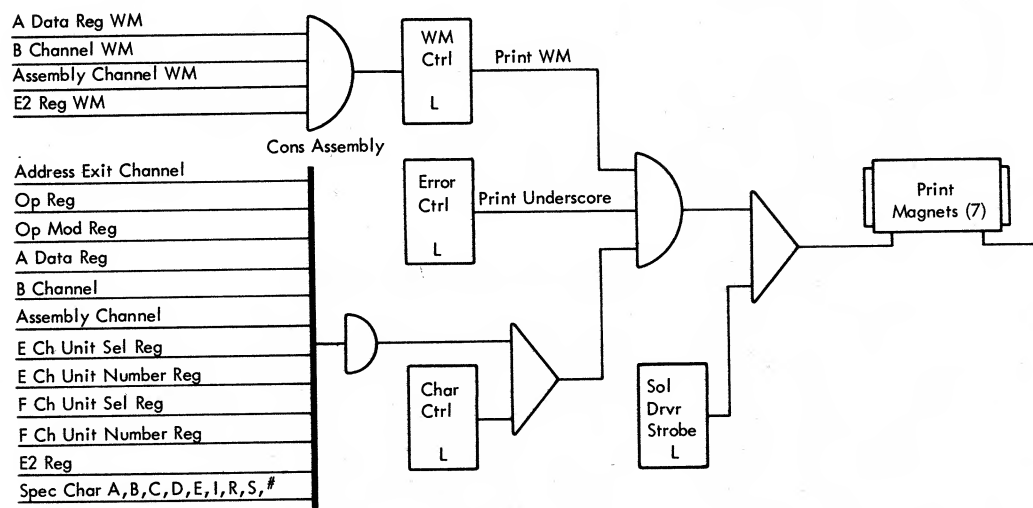 A Data Reg WM
B Channel WM
Assembly Channel WM
E2 Reg WM
WM
Ctrl
L
Print WM
Cons Assembly
Address Exit Channel
Op Reg
Op Mod Reg
A Data Reg
B Channel
Assembly Channel
E Ch Unit Sel Reg
E Ch Unit Number Reg
F Ch Unit Sel Reg
F Ch Unit Number Reg
E2 Reg
Spec Char A,B,C,D,E,I,R,S,#
Error
Ctrl
L
Print Underscore
Char
Ctrl
L
Sol
Drvr
Strobe
L
Print
Magnets (7)